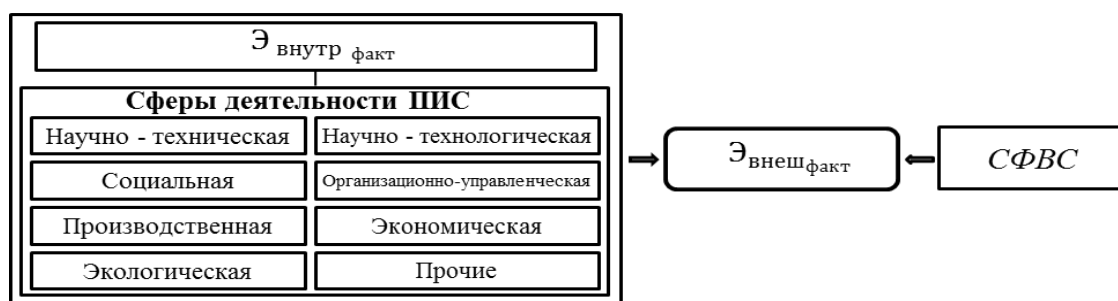 Э внутр факт
Сферы деятельности ПИС
Научно - техническая
Научно - технологическая
Социальная
Организационно-управленческая
Производственная
Экономическая
Экологическая
Прочие
Э внеш факт
СФВС